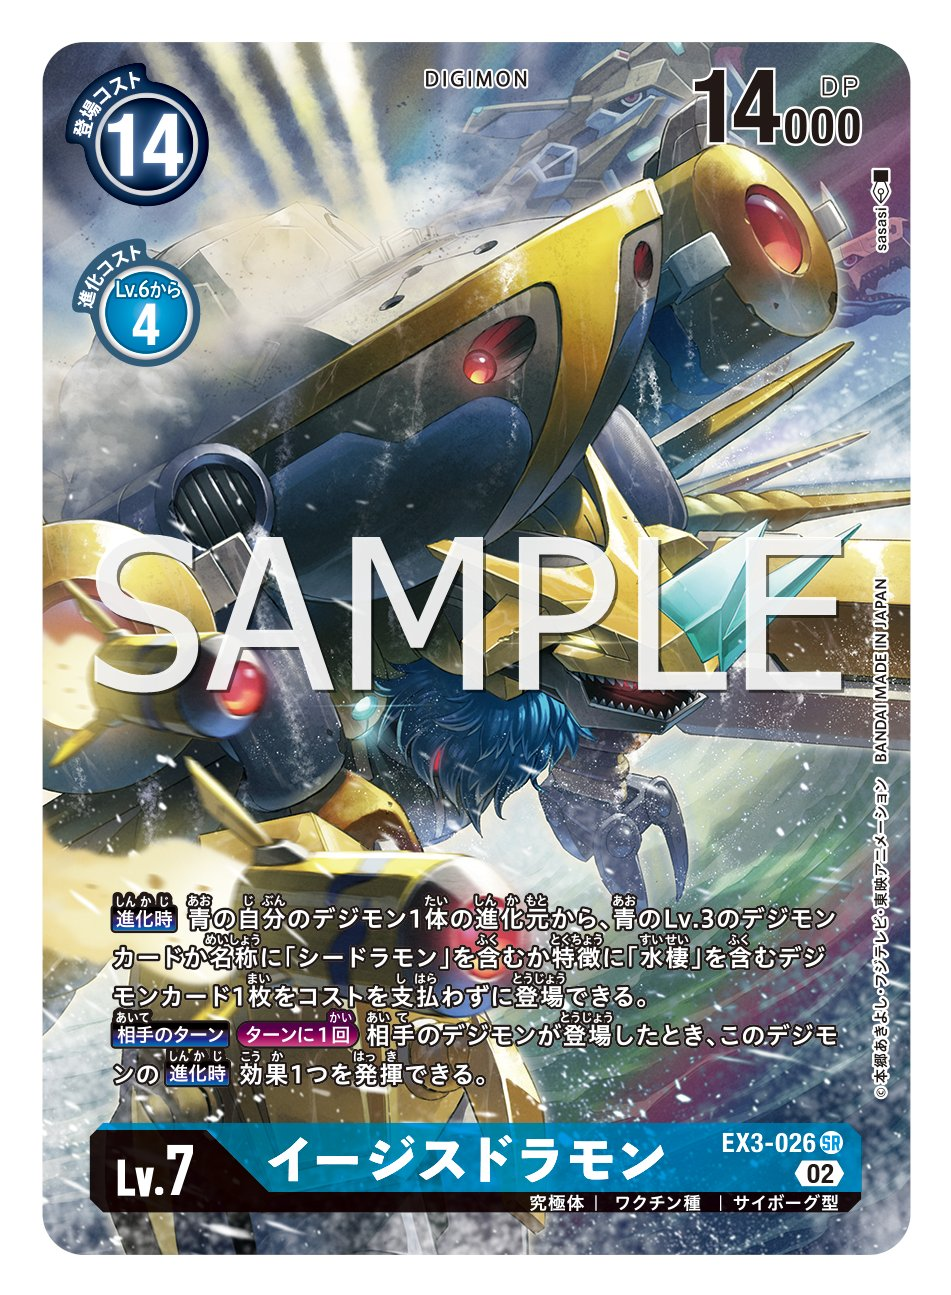 DIGIMON
登場コスト
14
14000
DP
進化コスト
Lv.6から
4
sasasi
SAMPLE
進化時 青の自分のデジモン1体の進化元から、青のLv.3のデジモン
カードか名称に「シードラモン」を含むか特徴に「水棲」を含むデジ
モンカード1枚をコストを支払わずに登場できる。
相手のターン ターンに1回 相手のデジモンが登場したとき、このデジモ
ンの 進化時 効果1つを発揮できる。
©本郷あきよし・フジテレビ・東映アニメーション BANDAI MADE IN JAPAN
Lv.7
イージスドラモン
EX3-026 SR
02
究極体 | ワクチン種 | サイボーグ型